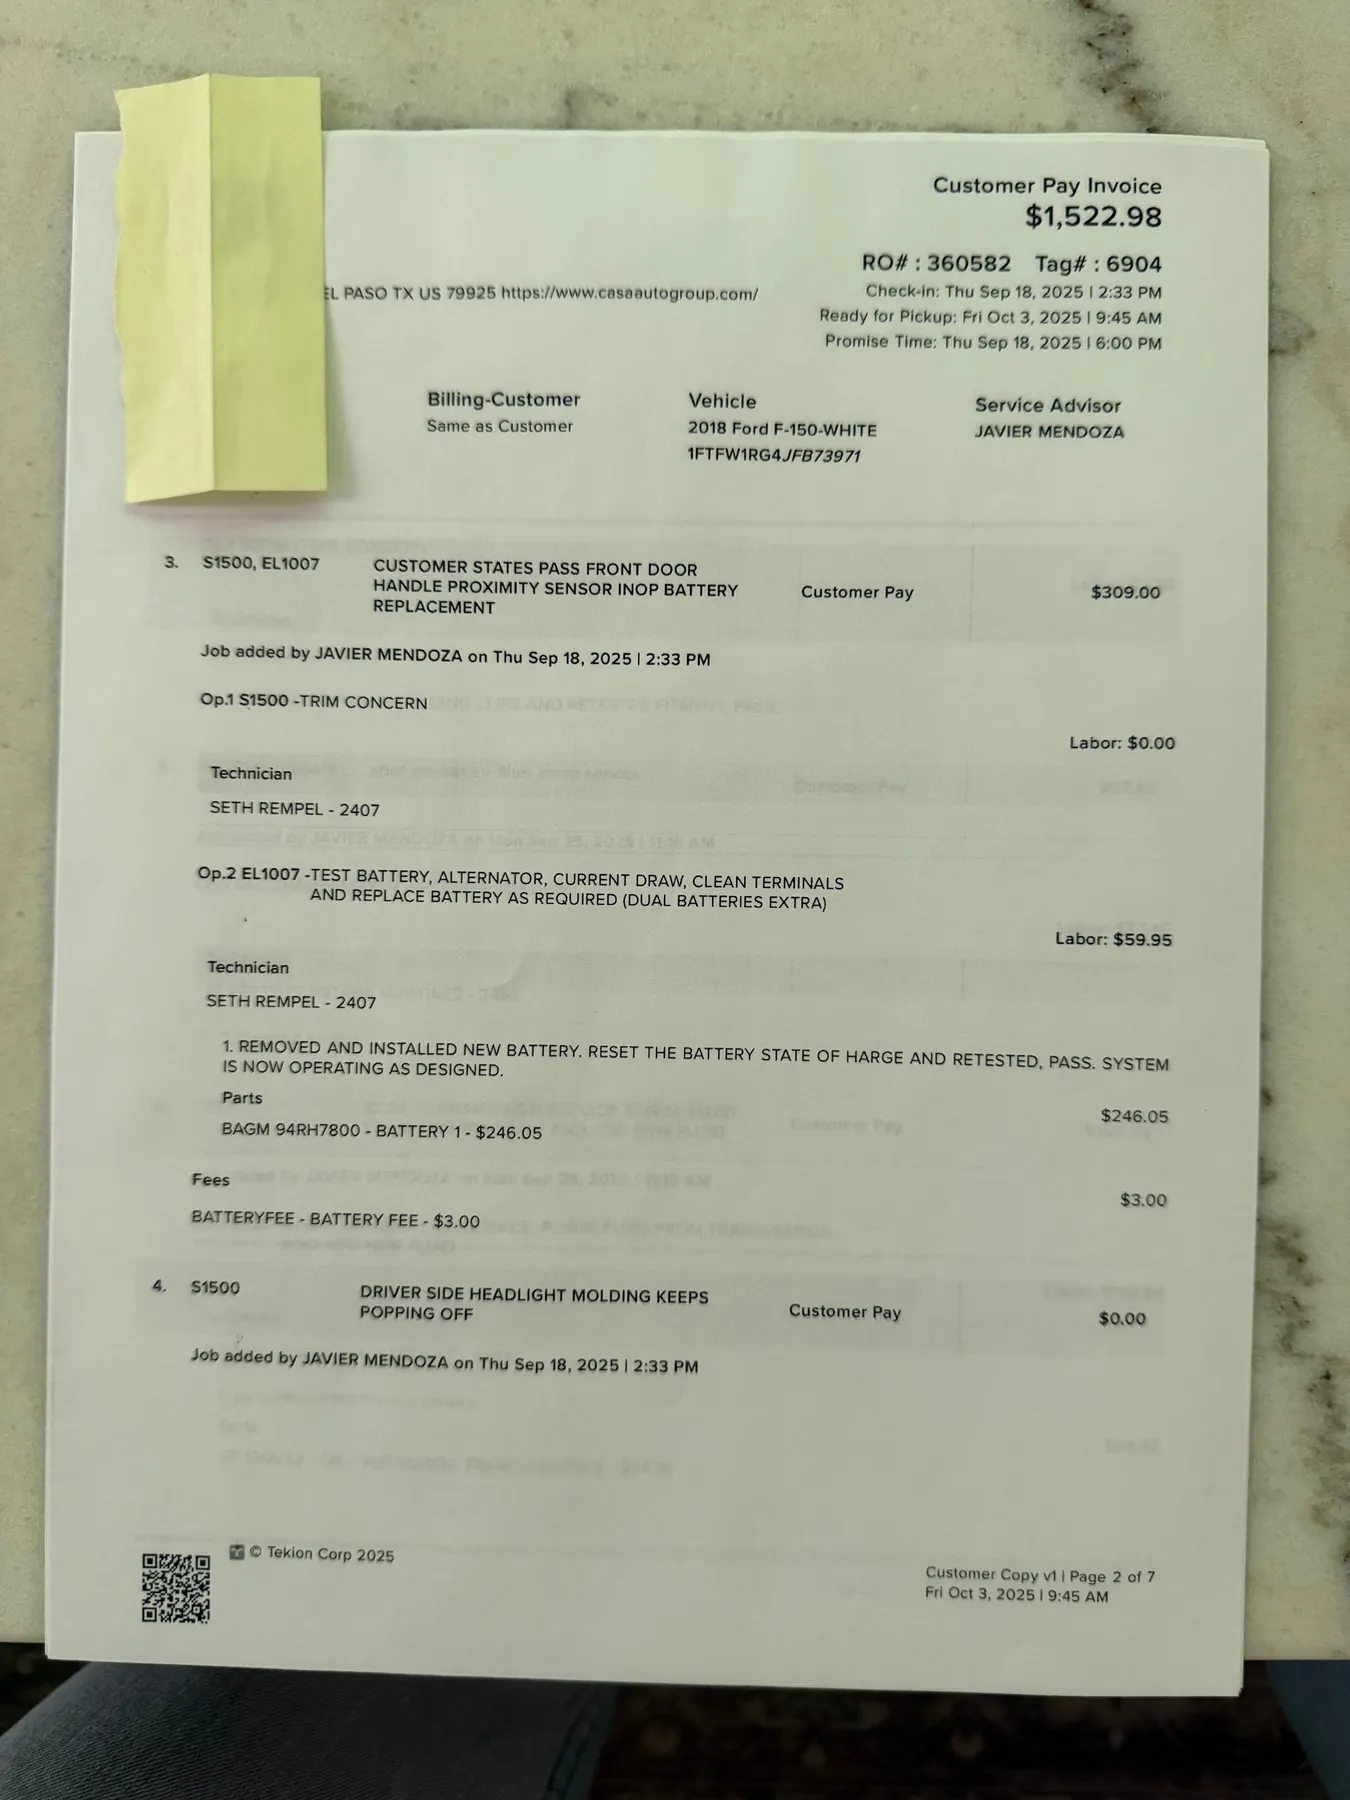 Customer Pay Invoice
$1,522.98
RO# : 360582 Tag# : 6904
EL PASO TX US 79925 https://www.casaautogroup.com/
Check-in: Thu Sep 18, 2025 | 2:33 PM
Ready for Pickup: Fri Oct 3, 2025 | 9:45 AM
Promise Time: Thu Sep 18, 2025 | 6:00 PM
Billing-Customer
Same as Customer
Vehicle
2018 Ford F-150-WHITE
1FTFW1RG4JFB73971
Service Advisor
JAVIER MENDOZA
3. S1500, EL1007 CUSTOMER STATES PASS FRONT DOOR
HANDLE PROXIMITY SENSOR INOP BATTERY
REPLACEMENT
Customer Pay $309.00
Job added by JAVIER MENDOZA on Thu Sep 18, 2025 | 2:33 PM
Op.1 S1500 -TRIM CONCERN
Labor: $0.00
Technician
SETH REMPEL - 2407
Op.2 EL1007 -TEST BATTERY, ALTERNATOR, CURRENT DRAW, CLEAN TERMINALS
AND REPLACE BATTERY AS REQUIRED (DUAL BATTERIES EXTRA)
Labor: $59.95
Technician
SETH REMPEL - 2407
1. REMOVED AND INSTALLED NEW BATTERY. RESET THE BATTERY STATE OF HARGE AND RETESTED, PASS. SYSTEM
IS NOW OPERATING AS DESIGNED.
Parts
$246.05
BAGM 94RH7800 - BATTERY 1 - $246.05
Fees
$3.00
BATTERYFEE - BATTERY FEE - $3.00
4. S1500 DRIVER SIDE HEADLIGHT MOLDING KEEPS
POPPING OFF
Customer Pay $0.00
Job added by JAVIER MENDOZA on Thu Sep 18, 2025 | 2:33 PM
© Tekion Corp 2025
Customer Copy v1 | Page 2 of 7
Fri Oct 3, 2025 | 9:45 AM